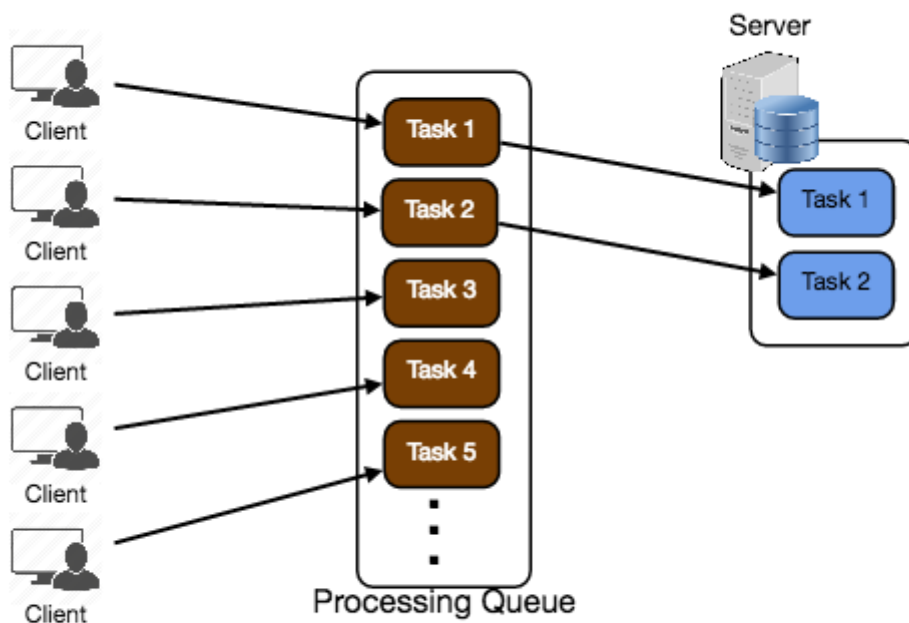 Server
Client
Client
Client
Client
Client
Task 1
Task 2
Task 3
Task 4
Task 5
Processing Queue
Task 1
Task 2